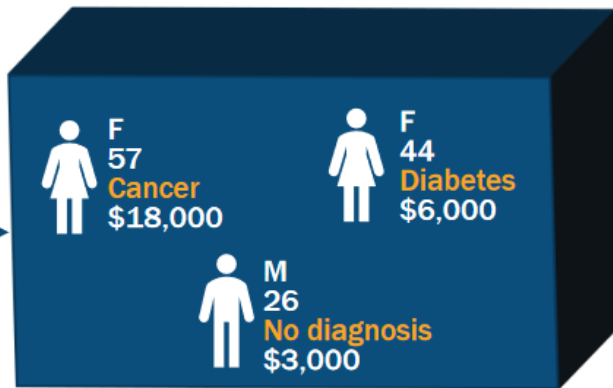 F
57
Cancer
$18,000
F
44
Diabetes
$6,000
M
26
No diagnosis
$3,000